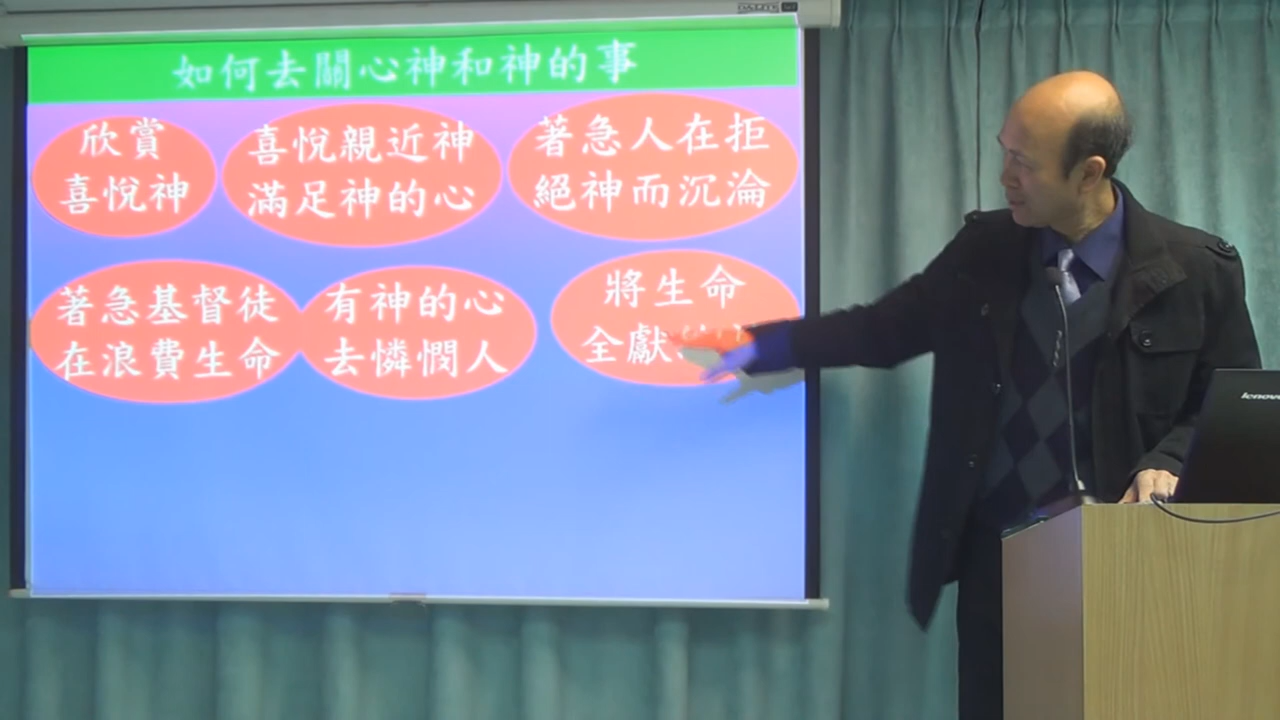 如何去關心神和神的事
欣賞
喜悅神
喜悅親近神
滿足神的心
著急人在拒
絕神而沉淪
著急基督徒
在浪費生命
有神的心
去憐憫人
將生命
全獻
lenovo